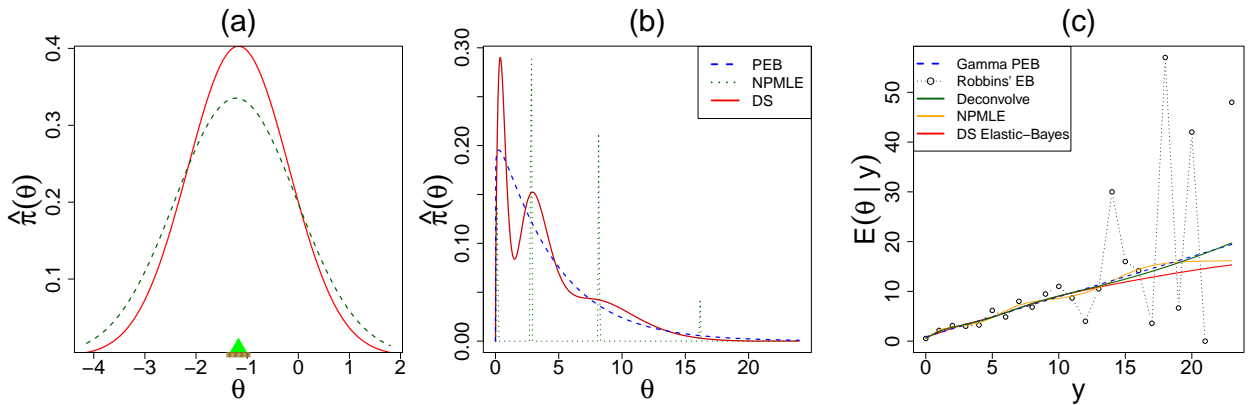 (a)
π̂(θ)
0.4
0.3
0.2
0.1
−4 −3 −2 −1 0 1 2
θ
(b)
π̂(θ)
0.30
0.20
0.10
0.00
0 5 10 15 20
θ
PEB
NPMLE
DS
(c)
E(θ | y)
50
40
30
20
10
0
0 5 10 15 20
y
Gamma PEB
Robbins' EB
Deconvolve
NPMLE
DS Elastic−Bayes